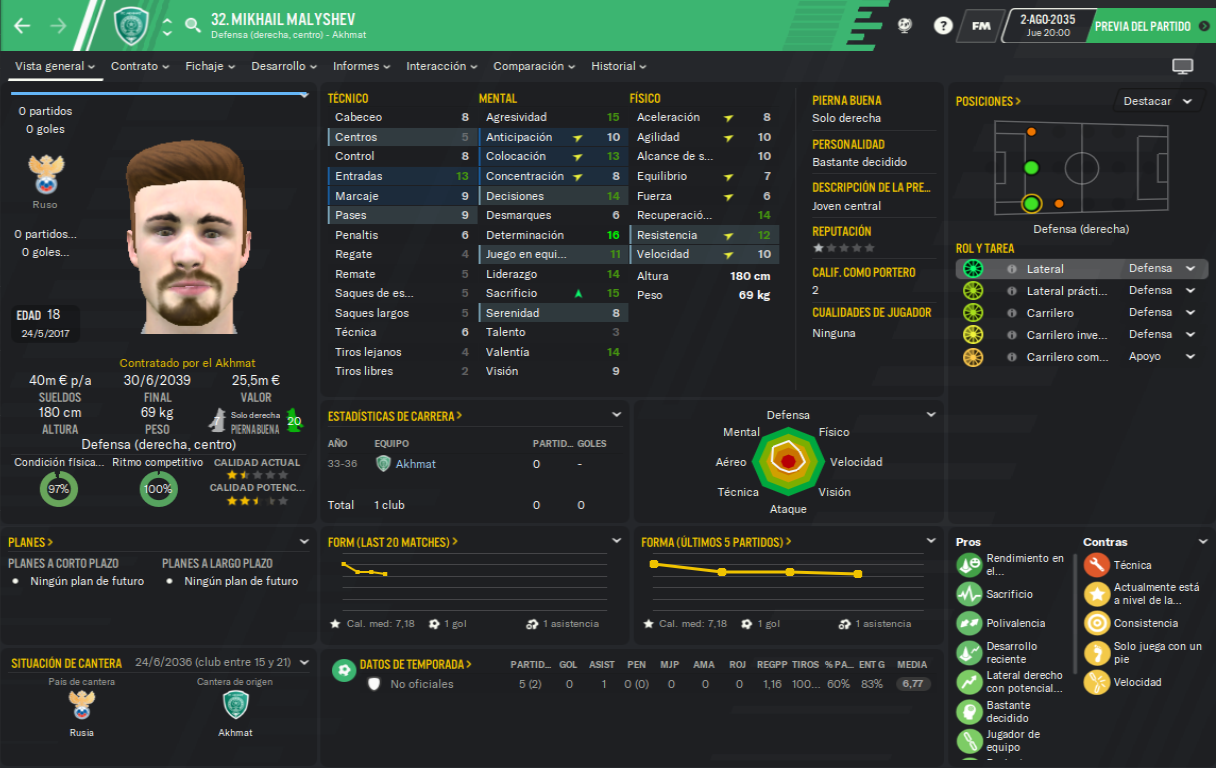 32. MIKHAIL MALYSHEV
Defensa (derecha, centro) - Akhmat
?
FM
2-AGO-2035
Jue 20:00
PREVIA DEL PARTIDO
Vista general
Contrato
Fichaje
Desarrollo
Informes
Interacción
Comparación
Historial
0 partidos
0 goles
Ruso
0 partidos...
0 goles...
EDAD 18
24/5/2017
Contratado por el Akhmat
40m € p/a
30/6/2039
25,5m €
SUELDOS
FINAL
VALOR
180 cm
69 kg
7
Solo derecha
20
ALTURA
PESO
PIERNA BUENA
Defensa (derecha, centro)
Condición física...
Ritmo competitivo
CALIDAD ACTUAL
97%
100%
CALIDAD POTENC...
TÉCNICO
Cabeceo 8
Centros 5
Control 8
Entradas 13
Marcaje 9
Pases 9
Penaltis 6
Regate 4
Remate 5
Saques de es... 5
Saques largos 5
Técnica 6
Tiros lejanos 4
Tiros libres 2
MENTAL
Agresividad 15
Anticipación 10
Colocación 13
Concentración 8
Decisiones 14
Desmarques 6
Determinación 16
Juego en equi... 11
Liderazgo 14
Sacrificio 15
Serenidad 8
Talento 3
Valentía 14
Visión 9
FÍSICO
Aceleración 8
Agilidad 10
Alcance de s... 10
Equilibrio 7
Fuerza 6
Recuperació... 14
Resistencia 12
Velocidad 10
Altura 180 cm
Peso 69 kg
PIERNA BUENA
Solo derecha
PERSONALIDAD
Bastante decidido
DESCRIPCIÓN DE LA PRE...
Joven central
REPUTACIÓN
CALIF. COMO PORTERO
2
CUALIDADES DE JUGADOR
Ninguna
POSICIONES >
Destacar
Defensa (derecha)
ROL Y TAREA
Lateral Defensa
Lateral prácti... Defensa
Carrilero Defensa
Carrilero inve... Defensa
Carrilero com... Apoyo
ESTADÍSTICAS DE CARRERA >
AÑO EQUIPO PARTID... GOLES
33-36 Akhmat 0 -
Total 1 club 0 0
Defensa
Mental
Físico
Aéreo
Velocidad
Técnica
Visión
Ataque
PLANES >
PLANES A CORTO PLAZO
PLANES A LARGO PLAZO
Ningún plan de futuro
Ningún plan de futuro
FORM (LAST 20 MATCHES) >
Cal. med: 7,18
1 gol
1 asistencia
FORMA (ÚLTIMOS 5 PARTIDOS) >
Cal. med: 7,18
1 gol
1 asistencia
Pros
Rendimiento en
el...
Sacrificio
Polivalencia
Desarrollo
reciente
Lateral derecho
con potencial...
Bastante
decidido
Jugador de
equipo
Contras
Técnica
Actualmente está
a nivel de la...
Consistencia
Solo juega con un
pie
Velocidad
SITUACIÓN DE CANTERA
24/6/2036 (club entre 15 y 21)
País de cantera
Cantera de origen
Rusia
Akhmat
DATOS DE TEMPORADA >
PARTID... GOL ASIST PEN MJP AMA ROJ REGPP TIROS % PA... ENT G MEDIA
No oficiales 5 (2) 0 1 0 (0) 0 0 0 1,16 100... 60% 83% 6,77